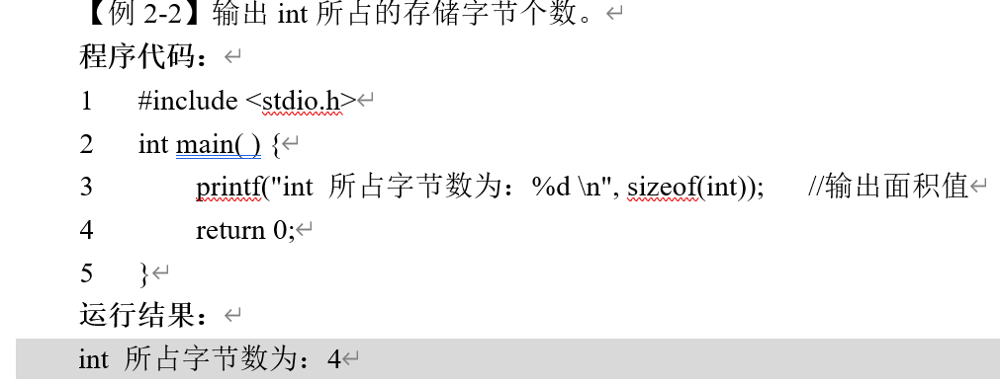 【例 2-2】输出 int 所占的存储字节个数。↵
程序代码：↵
1 #include <stdio.h>↵
2 int main( ) {↵
3 printf("int 所占字节数为：%d \n", sizeof(int)); //输出面积值↵
4 return 0;↵
5 }↵
运行结果：↵
int 所占字节数为：4↵